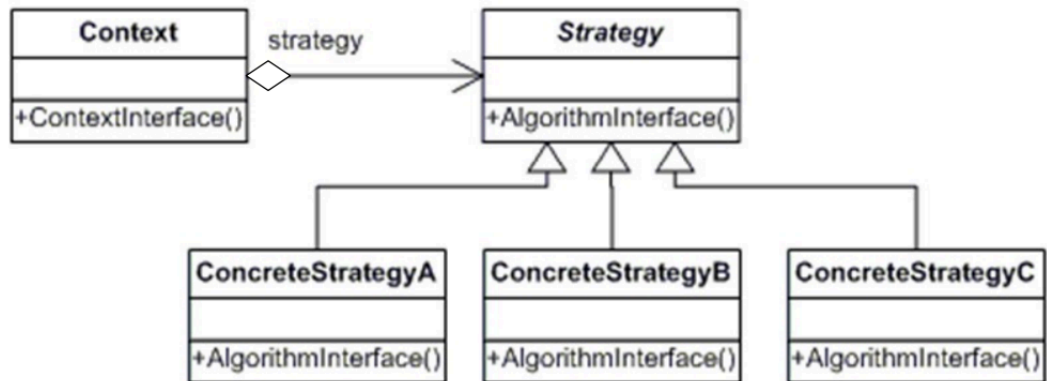 Context
strategy
Strategy
+ContextInterface()
+AlgorithmInterface()
ConcreteStrategyA
ConcreteStrategyB
ConcreteStrategyC
+AlgorithmInterface()
+AlgorithmInterface()
+AlgorithmInterface()